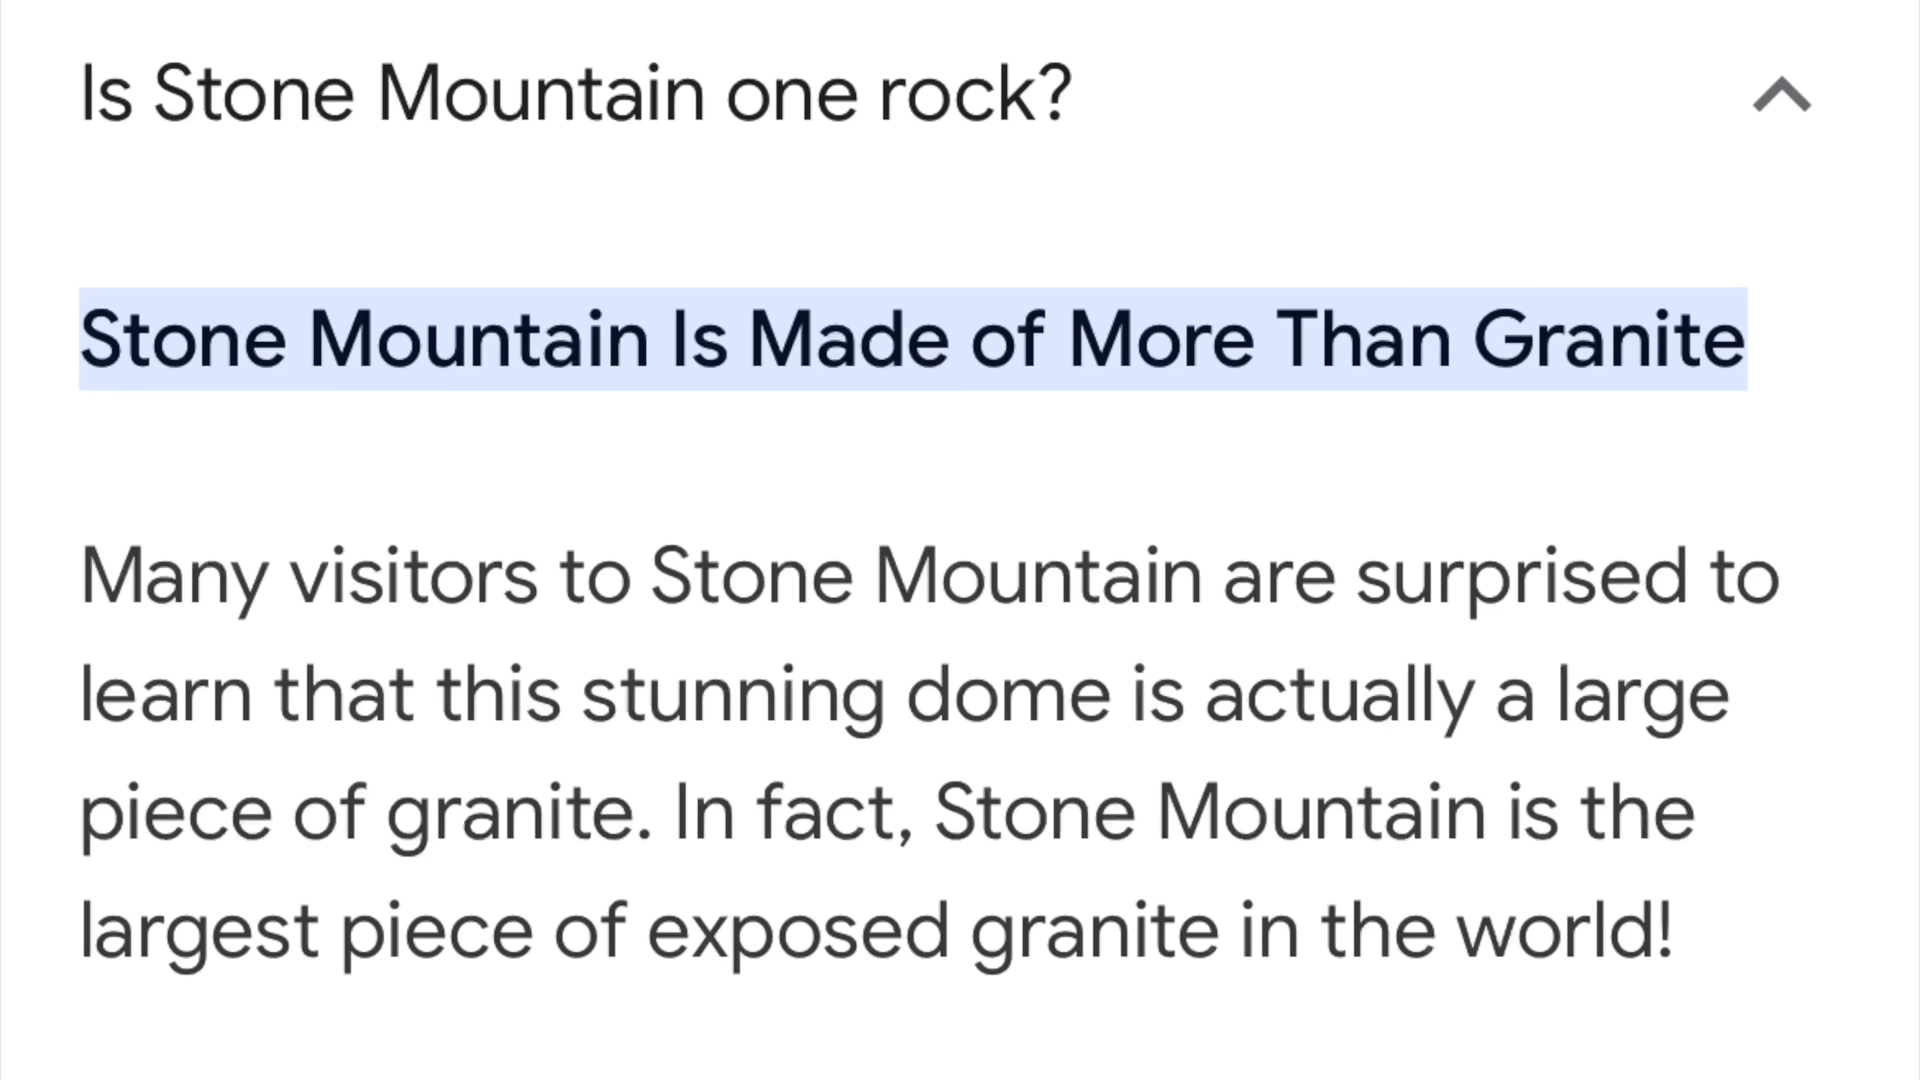 Is Stone Mountain one rock?
Stone Mountain Is Made of More Than Granite
Many visitors to Stone Mountain are surprised to
learn that this stunning dome is actually a large
piece of granite. In fact, Stone Mountain is the
largest piece of exposed granite in the world!